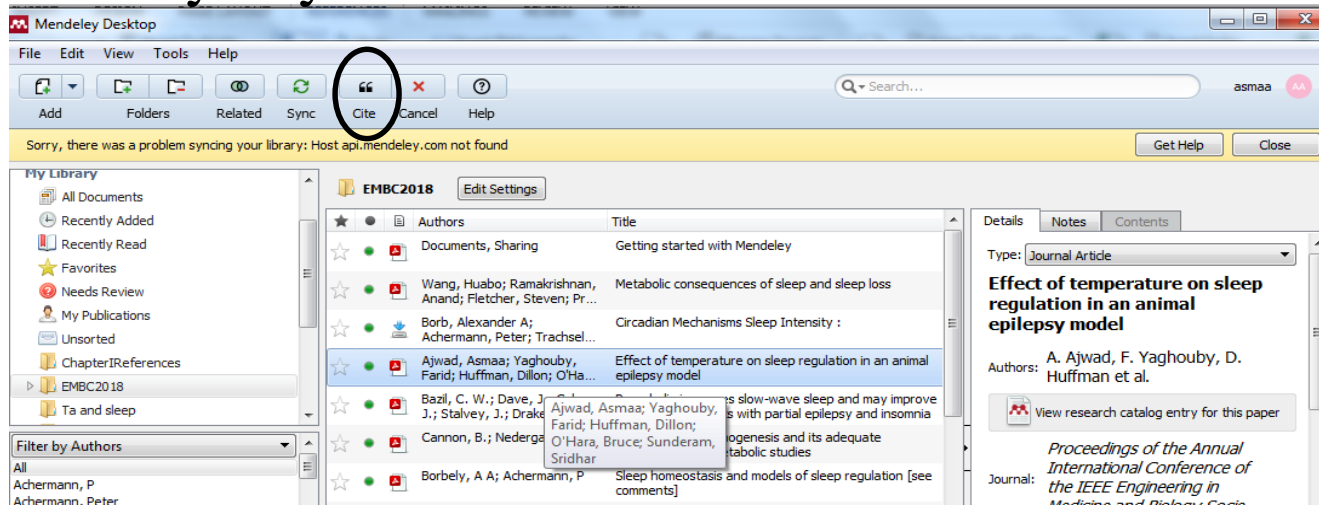 Mendeley Desktop
File Edit View Tools Help
Search...
asmaa AA
Add Folders Related Sync Cite Cancel Help
Sorry, there was a problem syncing your library: Host api.mendeley.com not found
Get Help Close
My Library
All Documents
Recently Added
Recently Read
Favorites
Needs Review
My Publications
Unsorted
ChapterIReferences
EMBC2018
Ta and sleep
Filter by Authors
All
Achermann, P
Achermann, Peter
EMBC2018 Edit Settings
Authors Title
Documents, Sharing Getting started with Mendeley
Wang, Huabo; Ramakrishnan, Metabolic consequences of sleep and sleep loss
Anand; Fletcher, Steven; Pr...
Borb, Alexander A; Circadian Mechanisms Sleep Intensity :
Achermann, Peter; Trachsel...
Ajwad, Asmaa; Yaghouby, Effect of temperature on sleep regulation in an animal
Farid; Huffman, Dillon; O'Ha... epilepsy model
Bazil, C. W.; Dave, J. slow-wave sleep and may improve
J.; Stalvey, J.; Drake with partial epilepsy and insomnia
Cannon, B.; Nederga ogenesis and its adequate
etabolic studies
Borbely, A A; Achermann, P Sleep homeostasis and models of sleep regulation [see
comments]
Ajwad, Asmaa; Yaghouby,
Farid; Huffman, Dillon;
O'Hara, Bruce; Sunderam,
Sridhar
Details Notes Contents
Type: Journal Article
Effect of temperature on sleep
regulation in an animal
epilepsy model
Authors: A. Ajwad, F. Yaghouby, D.
Huffman et al.
View research catalog entry for this paper
Journal: Proceedings of the Annual
International Conference of
the IEEE Engineering in
Medicine and Biology Socie